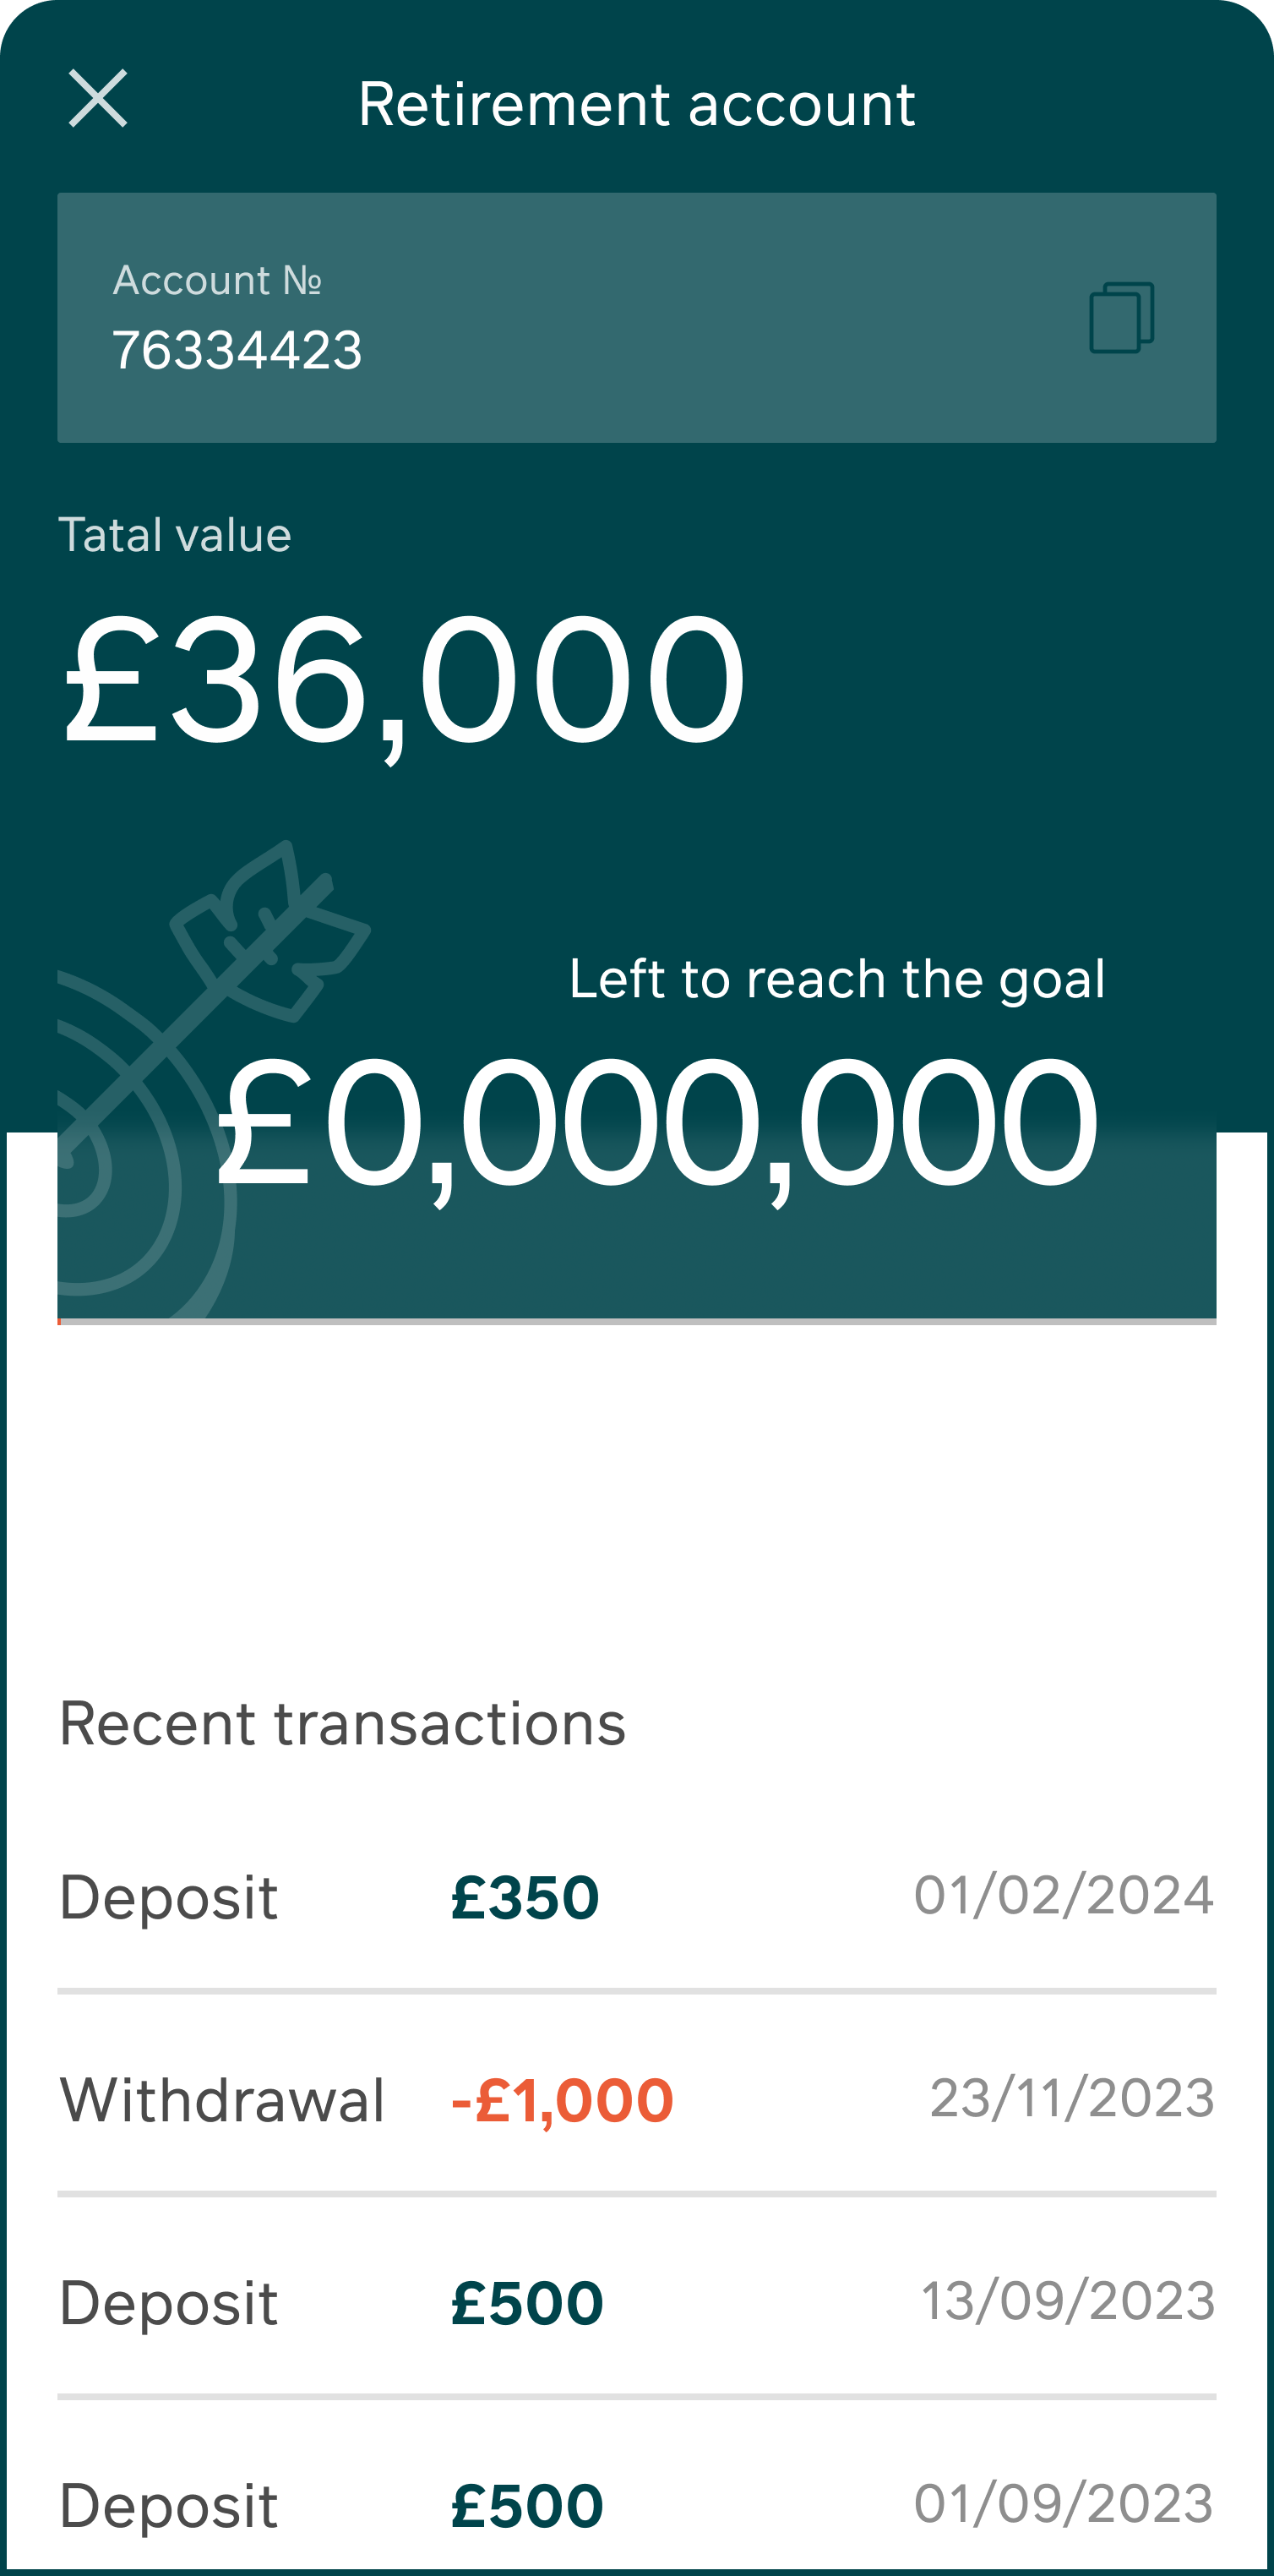 Retirement account
Account №
76334423
Tatal value
£36,000
Left to reach the goal
£0,000,000
Recent transactions
Deposit £350 01/02/2024
Withdrawal -£1,000 23/11/2023
Deposit £500 13/09/2023
Deposit £500 01/09/2023